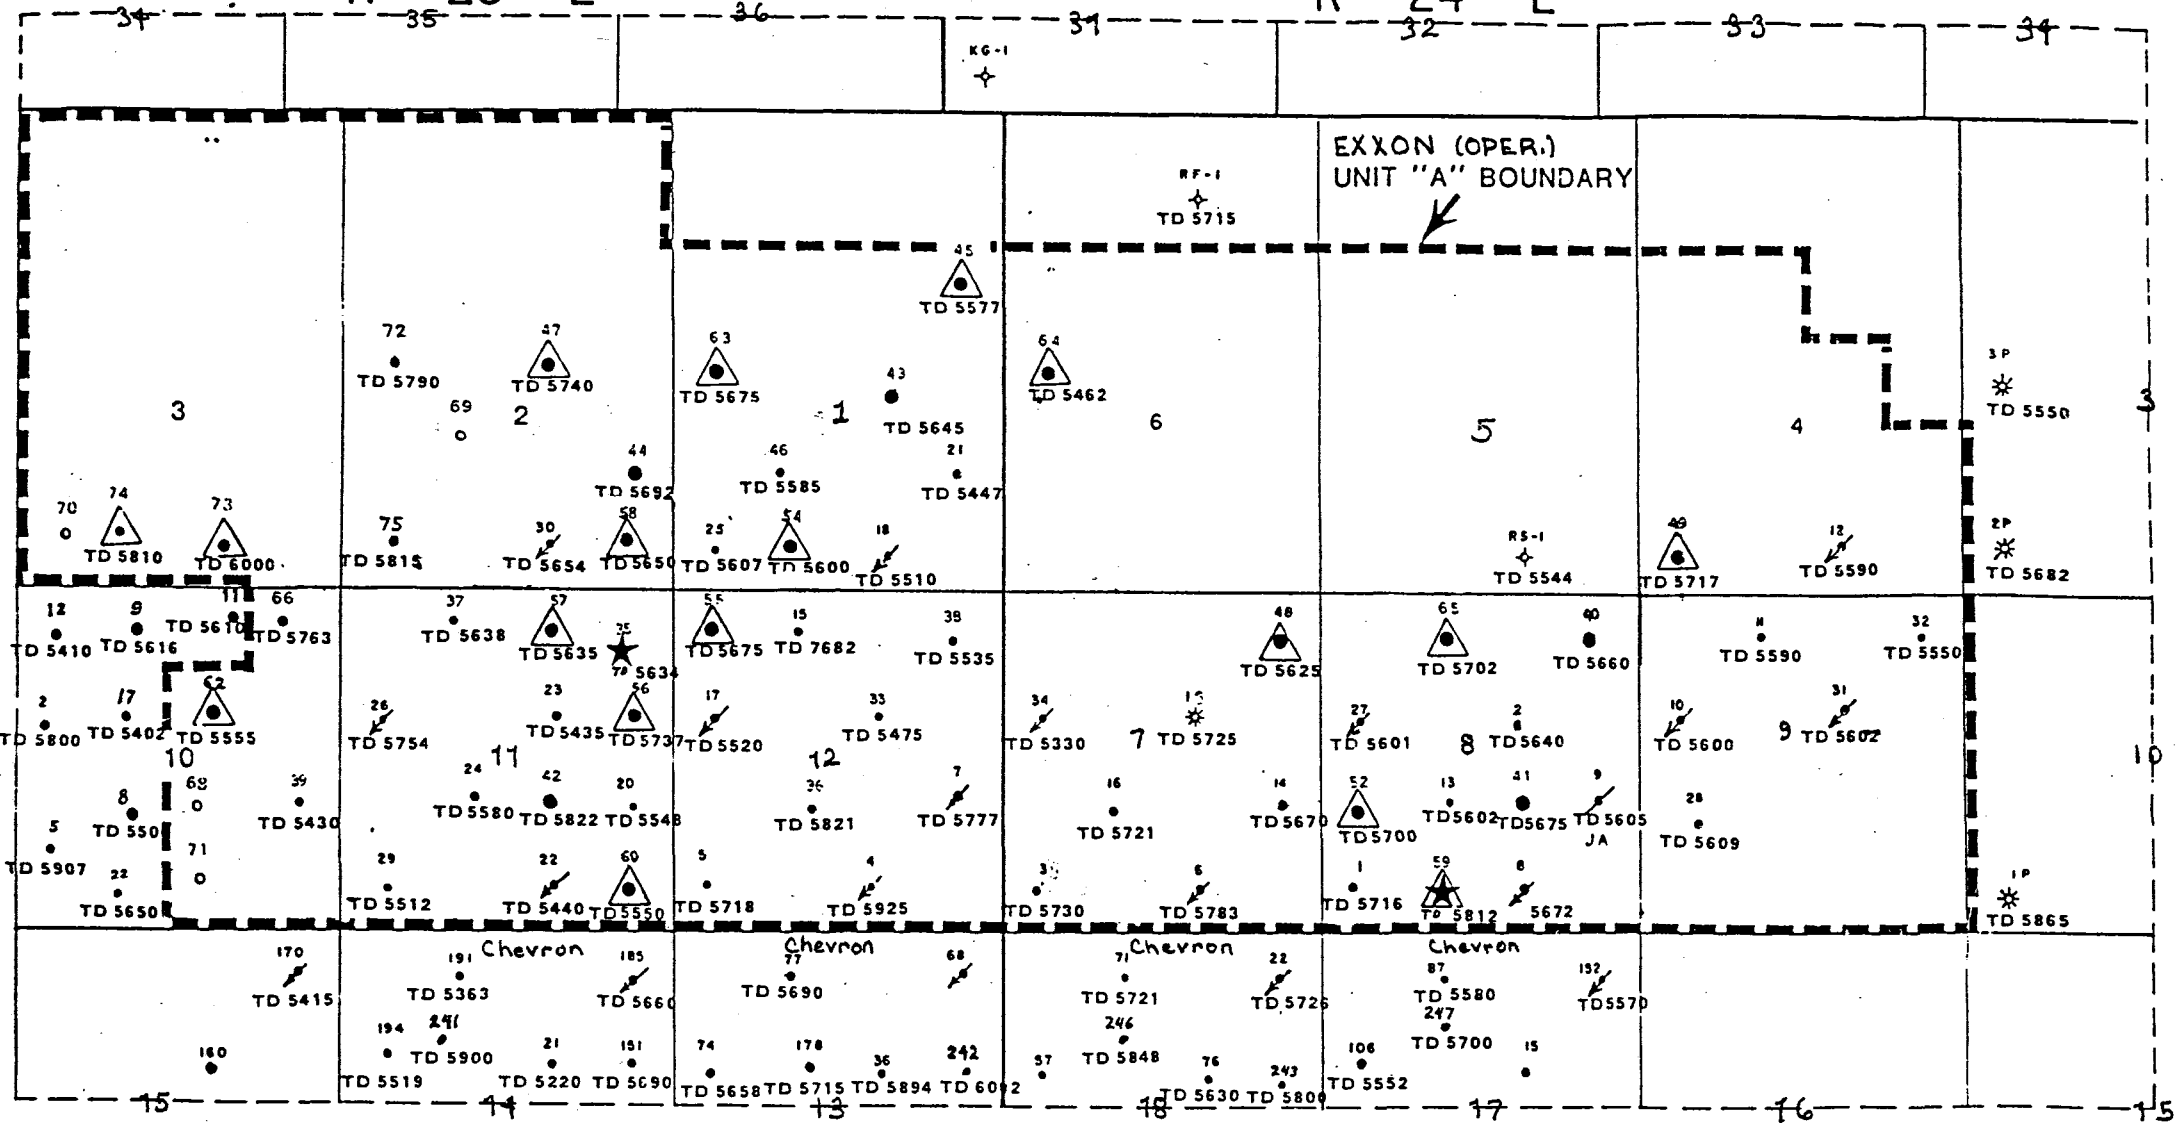 R 24 E
34 35 36 31 32 33 34
KG-1
EXXON (OPER.)
UNIT "A" BOUNDARY
RF-1
TD 5715
45
TD 5577
72
TD 5790
47
TD 5740
63
TD 5675
43
TD 5645
64
TD 5462
3P
TD 5550
69
3 2 1 6 5 4 3
44
TD 5692
46
TD 5585
21
TD 5447
70
74
TD 5810
73
TD 6000
75
TD 5815
30
TD 5654
58
TD 5650
25
TD 5607
54
TD 5600
18
TD 5510
RS-1
TD 5544
49
TD 5717
12
TD 5590
2P
TD 5682
12
TD 5410
9
TD 5616
11
TD 5610
66
TD 5763
37
TD 5638
57
TD 5635
35
TD 5634
55
TD 5675
15
TD 7682
38
TD 5535
48
TD 5625
65
TD 5702
40
TD 5660
11
TD 5590
32
TD 5550
2
TD 5800
17
TD 5402
62
TD 5555
26
TD 5754
23
TD 5435
56
TD 5737
17
TD 5520
33
TD 5475
34
TD 5330
1S
TD 5725
27
TD 5601
2
TD 5640
10
TD 5600
31
TD 5602
10 11 12 7 8 9 10
8
TD 550
68
39
TD 5430
24
TD 5580
42
TD 5822
20
TD 5548
36
TD 5821
7
TD 5777
16
TD 5721
14
TD 5670
52
TD 5700
13
TD 5602
41
TD 5675
9
TD 5605
JA
28
TD 5609
5
TD 5907
71
22
TD 5650
29
TD 5512
22
TD 5440
60
TD 5550
5
TD 5718
4
TD 5925
3
TD 5730
6
TD 5783
1
TD 5716
59
TD 5812
8
5672
1P
TD 5865
Chevron Chevron Chevron Chevron
170
TD 5415
191
TD 5363
185
TD 5660
77
TD 5690
68
71
TD 5721
22
TD 5726
87
TD 5580
192
TD 5570
160
194
TD 5519
241
TD 5900
21
TD 5220
151
TD 5690
74
TD 5658
178
TD 5715
36
TD 5894
242
37
246
TD 5848
76
TD 5630
243
TD 5800
106
TD 5552
247
TD 5700
15
15 14 13 18 17 16 15